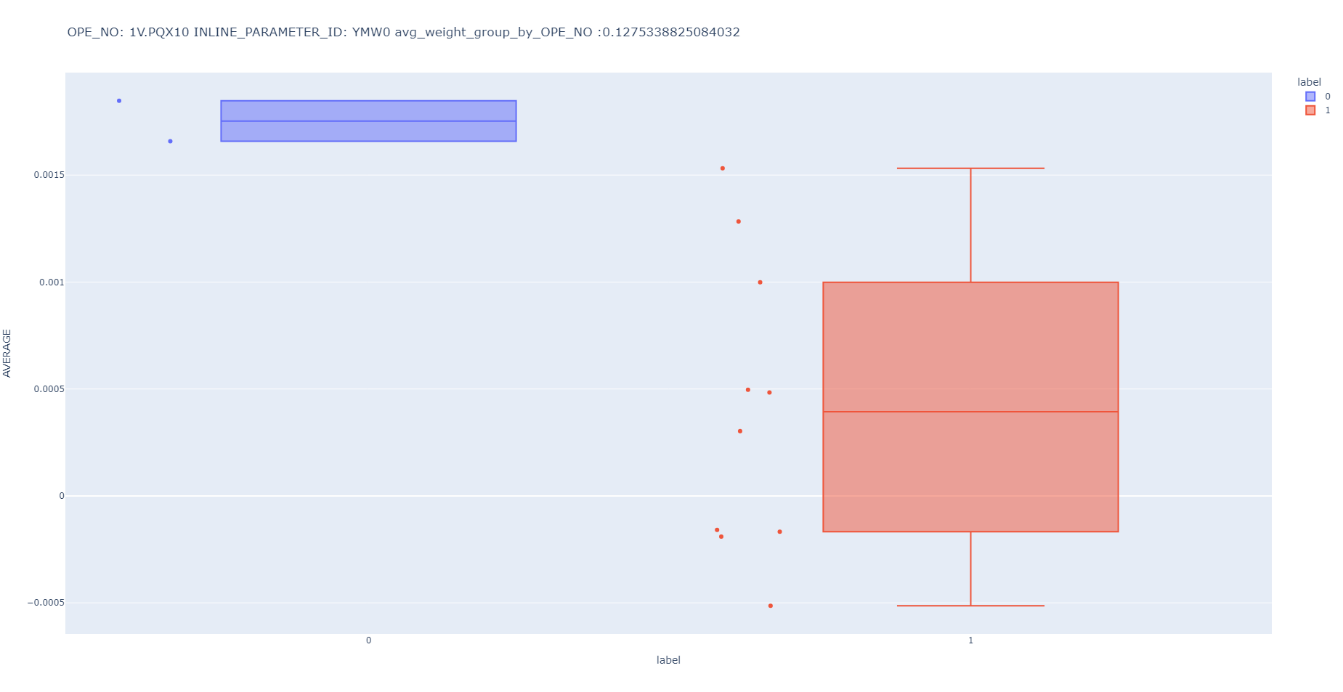 OPE_NO: 1V.PQX10 INLINE_PARAMETER_ID: YMW0 avg_weight_group_by_OPE_NO :0.1275338825084032
label
0
1
0.0015
0.001
0.0005
0
−0.0005
AVERAGE
0
1
label